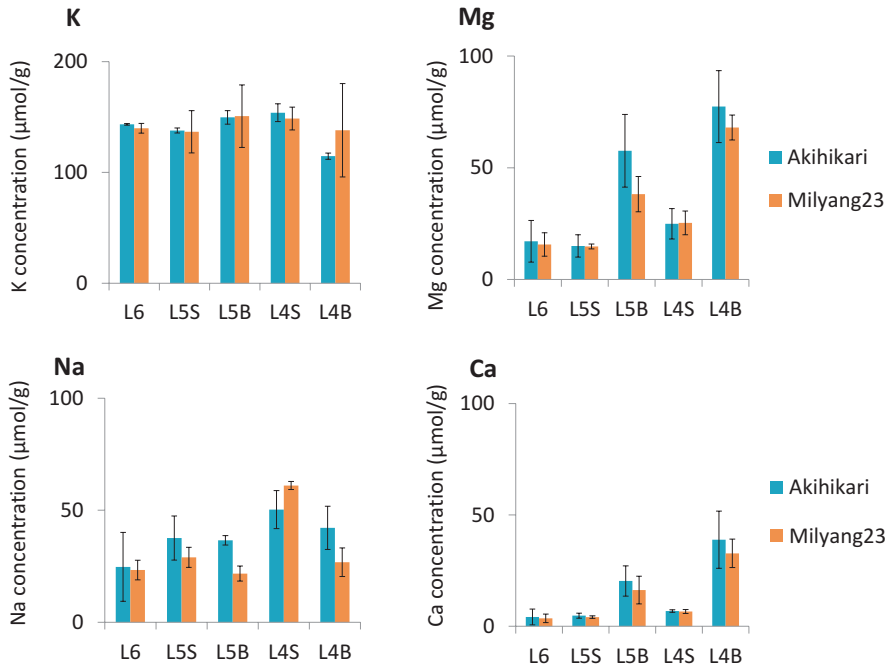 K
K concentration (μmol/g)
200
100
0
L6 L5S L5B L4S L4B
Mg
Mg concentration (μmol/g)
100
50
0
L6 L5S L5B L4S L4B
Akihikari
Milyang23
Na
Na concentration (μmol/g)
100
50
0
L6 L5S L5B L4S L4B
Ca
Ca concentration (μmol/g)
100
50
0
L6 L5S L5B L4S L4B
Akihikari
Milyang23